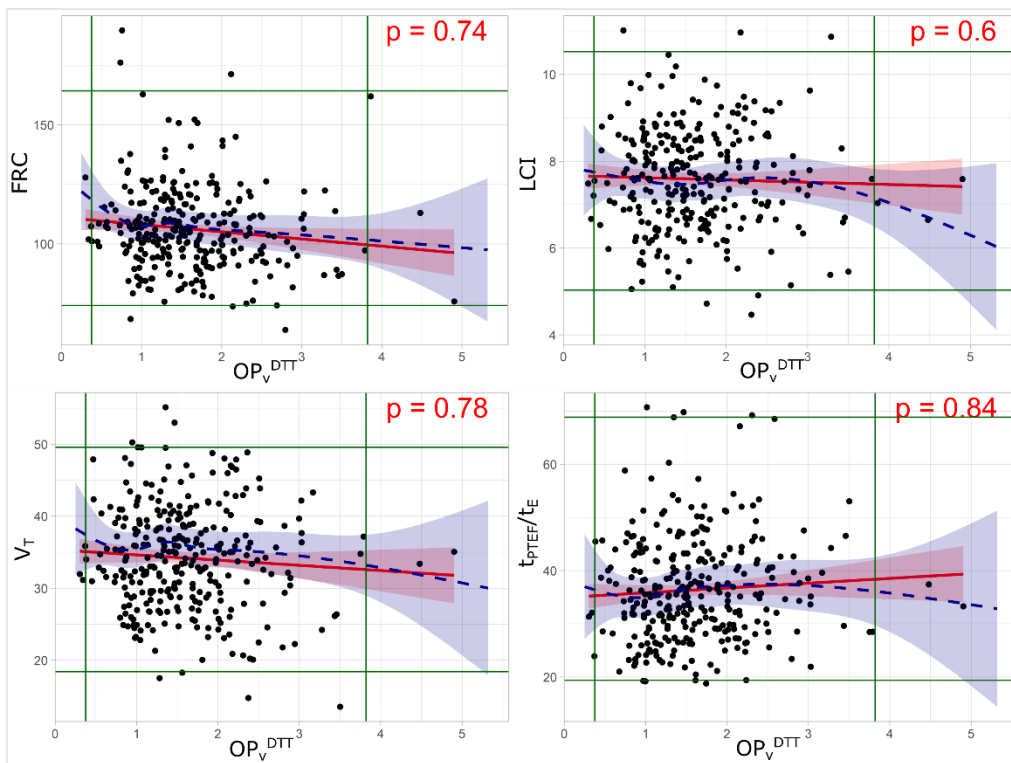 p = 0.74
FRC
150
100
0 1 2 3 4 5
OPvDTT
p = 0.6
LCI
10
8
6
4
0 1 2 3 4 5
OPvDTT
p = 0.78
VT
50
40
30
20
0 1 2 3 4 5
OPvDTT
p = 0.84
tPTEF/tE
60
40
20
0 1 2 3 4 5
OPvDTT